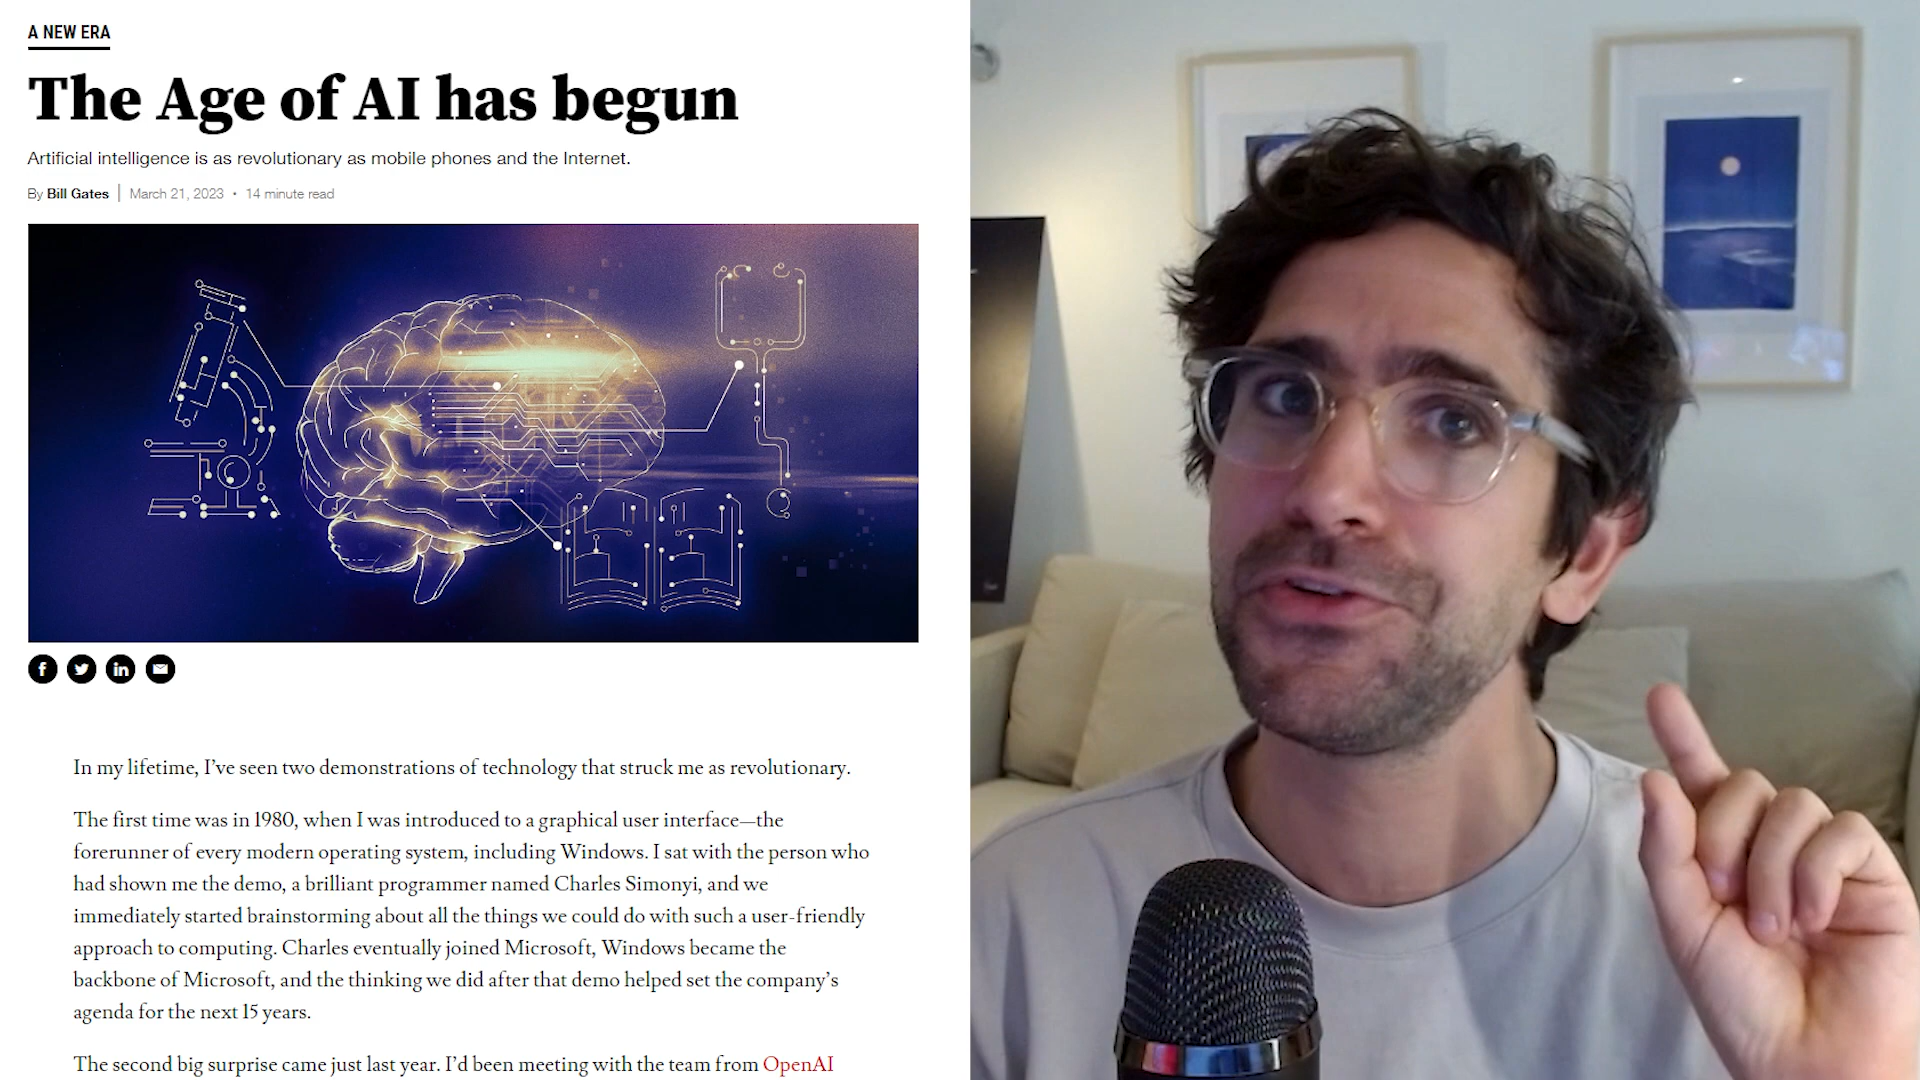 A NEW ERA
The Age of AI has begun
Artificial intelligence is as revolutionary as mobile phones and the Internet.
By Bill Gates | March 21, 2023 • 14 minute read
In my lifetime, I’ve seen two demonstrations of technology that struck me as revolutionary.
The first time was in 1980, when I was introduced to a graphical user interface—the
forerunner of every modern operating system, including Windows. I sat with the person who
had shown me the demo, a brilliant programmer named Charles Simonyi, and we
immediately started brainstorming about all the things we could do with such a user-friendly
approach to computing. Charles eventually joined Microsoft, Windows became the
backbone of Microsoft, and the thinking we did after that demo helped set the company’s
agenda for the next 15 years.
The second big surprise came just last year. I’d been meeting with the team from OpenAI